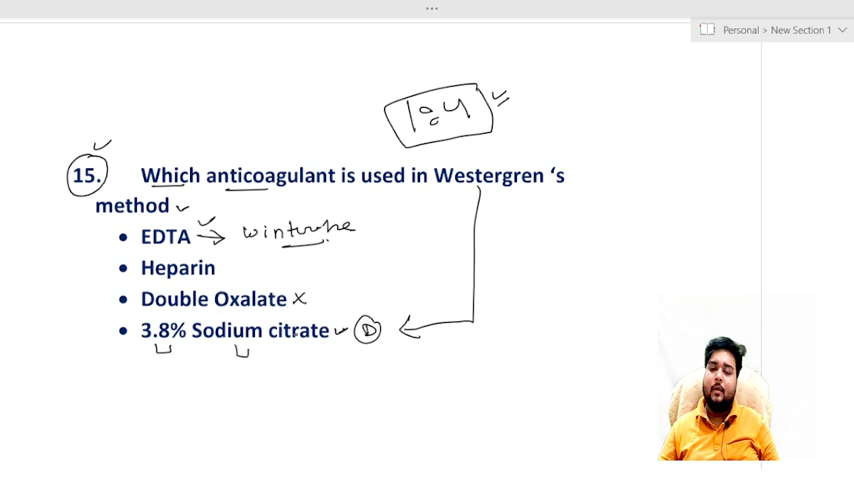 Personal > New Section 1
1:4
15. Which anticoagulant is used in Westergren ‘s
method
• EDTA → wintrobe
• Heparin
• Double Oxalate x
• 3.8% Sodium citrate D